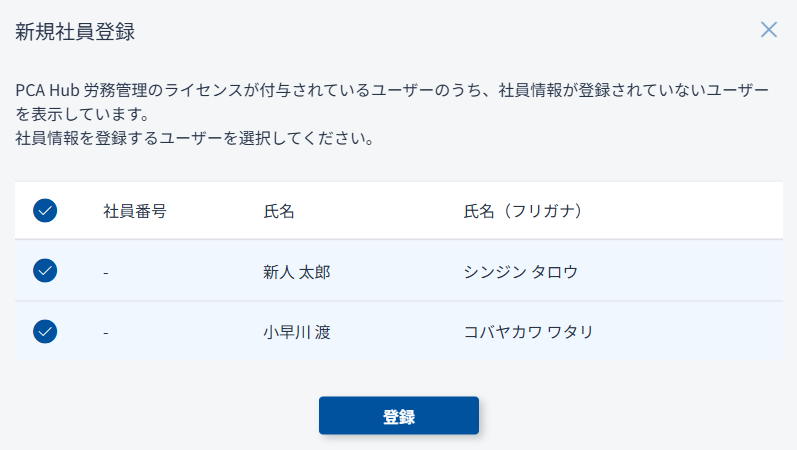 新規社員登録
PCA Hub 労務管理のライセンスが付与されているユーザーのうち、社員情報が登録されていないユーザー
を表示しています。
社員情報を登録するユーザーを選択してください。
社員番号 氏名 氏名（フリガナ）
- 新人 太郎 シンジン タロウ
- 小早川 渡 コバヤカワ ワタリ
登録